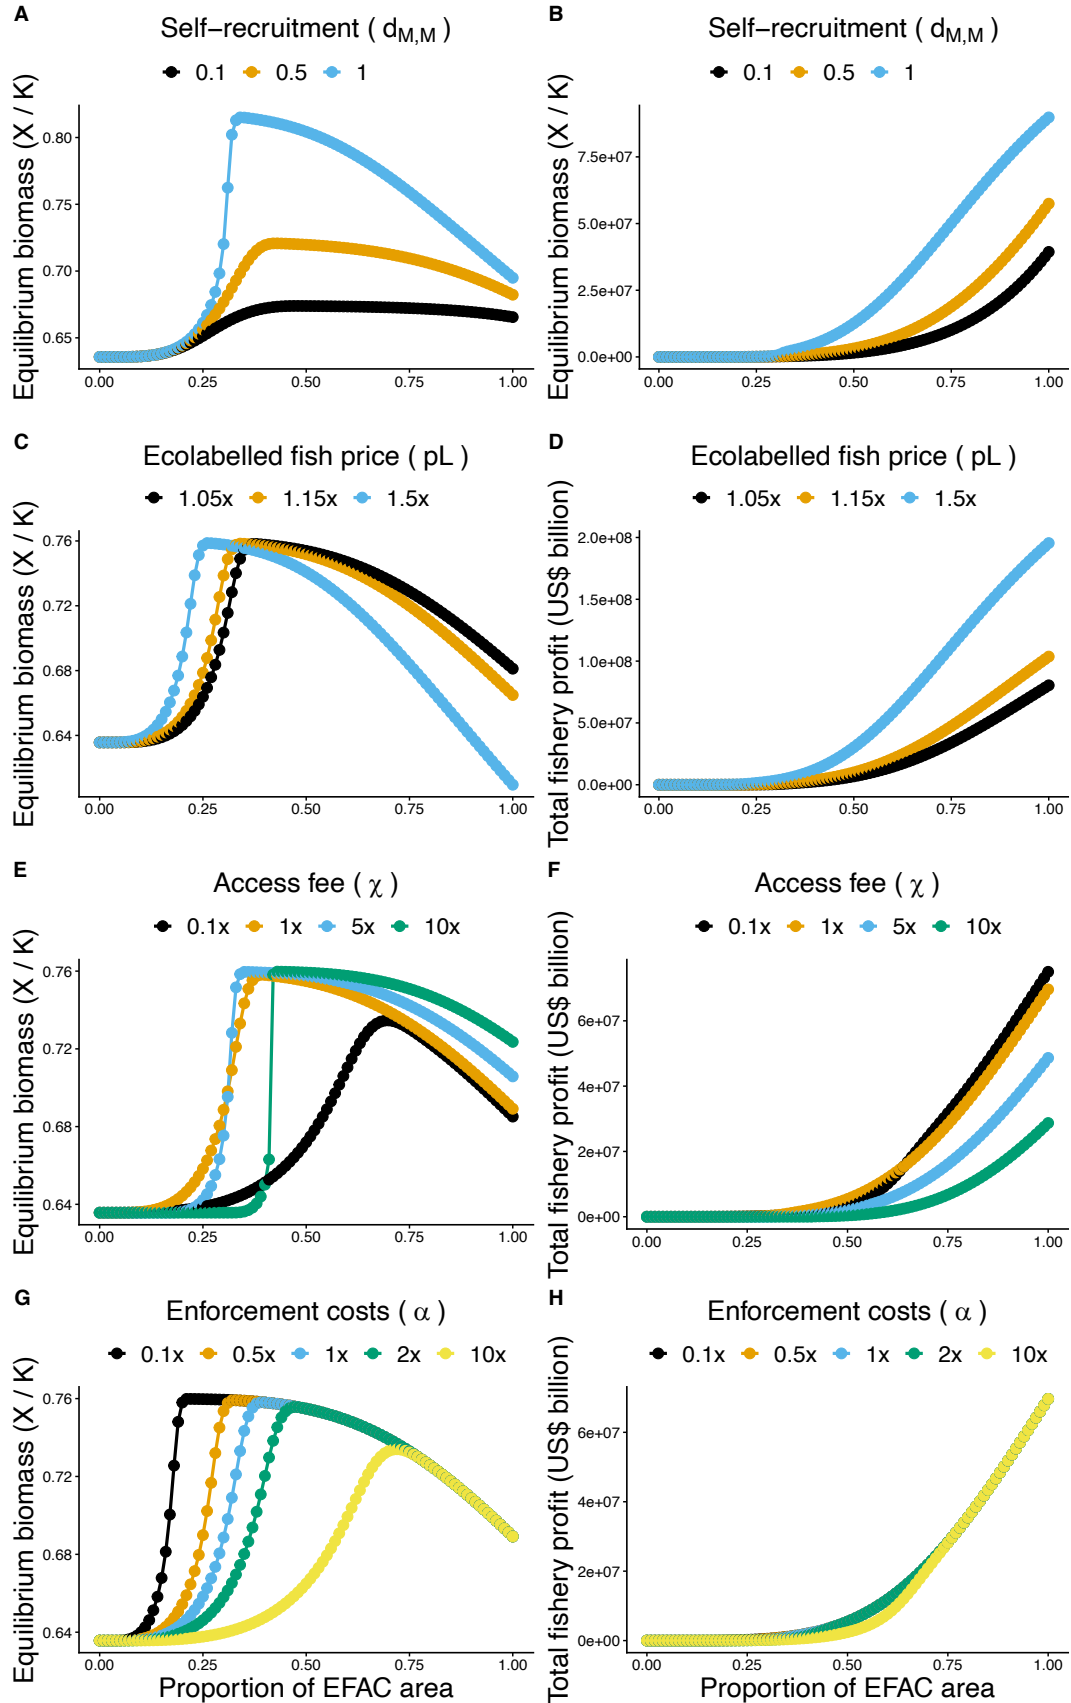 A
Self−recruitment ( dM,M )
0.1 0.5 1
Equilibrium biomass (X / K)
0.80
0.75
0.70
0.65
0.00 0.25 0.50 0.75 1.00
B
Self−recruitment ( dM,M )
0.1 0.5 1
Equilibrium biomass (X / K)
7.5e+07
5.0e+07
2.5e+07
0.0e+00
0.00 0.25 0.50 0.75 1.00
C
Ecolabelled fish price ( pL )
1.05x 1.15x 1.5x
Equilibrium biomass (X / K)
0.76
0.72
0.68
0.64
0.00 0.25 0.50 0.75 1.00
D
Ecolabelled fish price ( pL )
1.05x 1.15x 1.5x
Total fishery profit (US$ billion)
2.0e+08
1.5e+08
1.0e+08
5.0e+07
0.0e+00
0.00 0.25 0.50 0.75 1.00
E
Access fee ( χ )
0.1x 1x 5x 10x
Equilibrium biomass (X / K)
0.76
0.72
0.68
0.64
0.00 0.25 0.50 0.75 1.00
F
Access fee ( χ )
0.1x 1x 5x 10x
Total fishery profit (US$ billion)
6e+07
4e+07
2e+07
0e+00
0.00 0.25 0.50 0.75 1.00
G
Enforcement costs ( α )
0.1x 0.5x 1x 2x 10x
Equilibrium biomass (X / K)
0.76
0.72
0.68
0.64
0.00 0.25 0.50 0.75 1.00
Proportion of EFAC area
H
Enforcement costs ( α )
0.1x 0.5x 1x 2x 10x
Total fishery profit (US$ billion)
6e+07
4e+07
2e+07
0e+00
0.00 0.25 0.50 0.75 1.00
Proportion of EFAC area